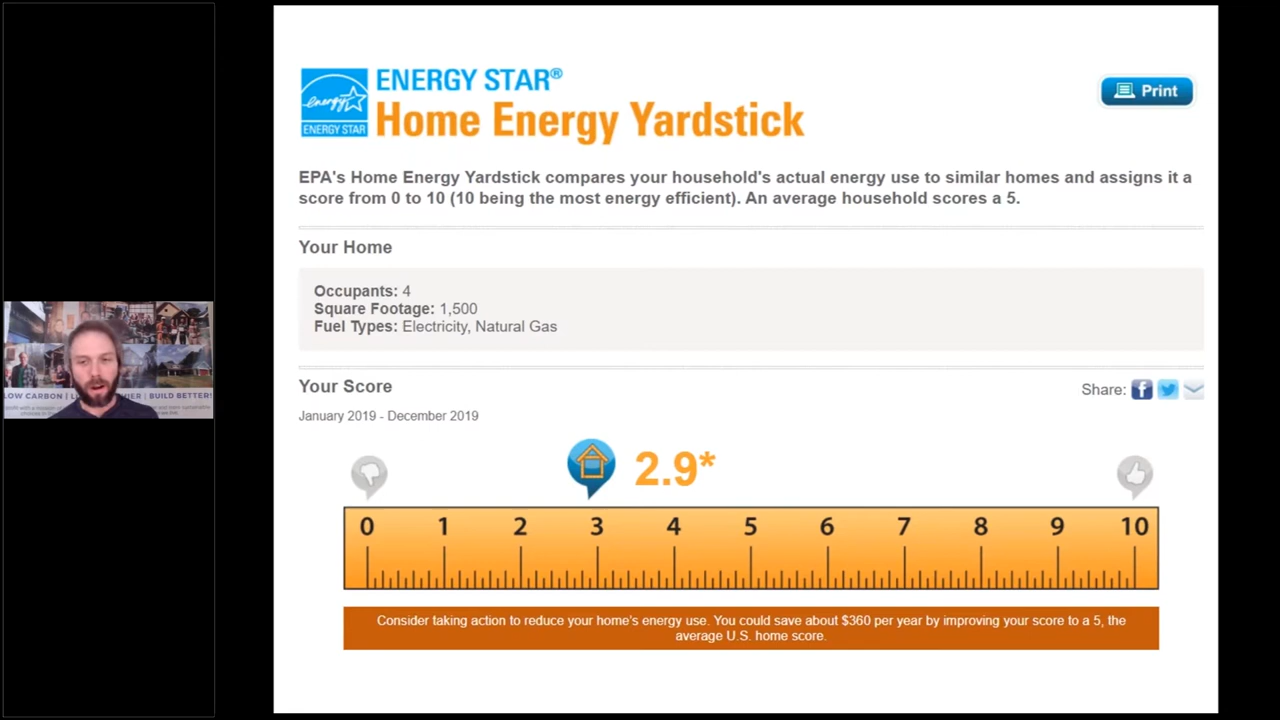 energy
ENERGY STAR
ENERGY STAR®
Home Energy Yardstick
Print
EPA's Home Energy Yardstick compares your household's actual energy use to similar homes and assigns it a
score from 0 to 10 (10 being the most energy efficient). An average household scores a 5.
Your Home
Occupants: 4
Square Footage: 1,500
Fuel Types: Electricity, Natural Gas
Your Score
Share:
January 2019 - December 2019
2.9*
0 1 2 3 4 5 6 7 8 9 10
Consider taking action to reduce your home's energy use. You could save about $360 per year by improving your score to a 5, the
average U.S. home score.
LOW CARBON | BUILD BETTER!